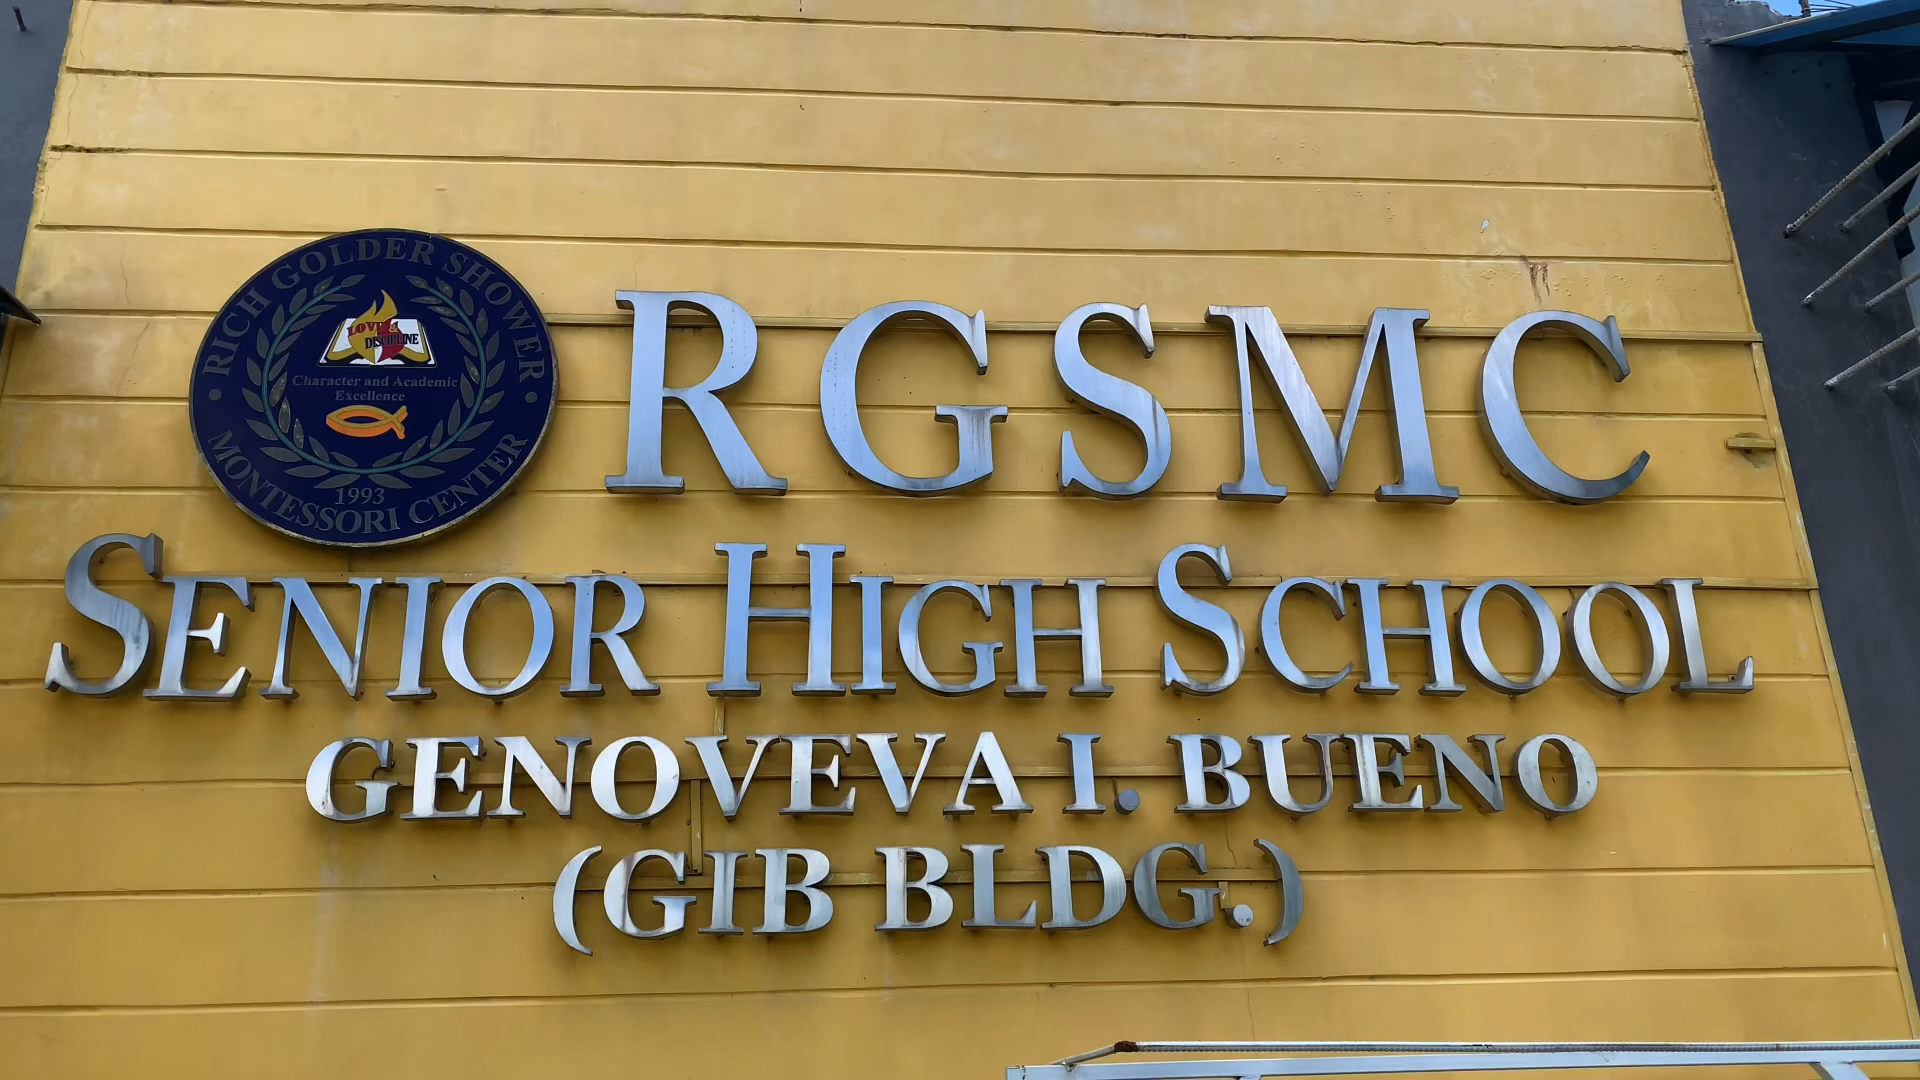 RICH GOLDER SHOWER
LOVE &
DISCIPLINE
Character and Academic
Excellence
1993
MONTESSORI CENTER
RGSMC
SENIOR HIGH SCHOOL
GENOVEVA I. BUENO
(GIB BLDG.)